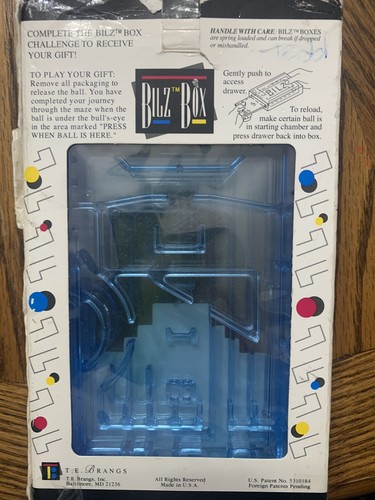 COMPLETE THE BILZ™ BOX
CHALLENGE TO RECEIVE
YOUR GIFT!
HANDLE WITH CARE: BILZ™ BOXES
are spring loaded and can break if dropped
or mishandled.
TO PLAY YOUR GIFT:
Remove all packaging to
release the ball. You have
completed your journey
through the maze when the
ball is under the bull's-eye
in the area marked "PRESS
WHEN BALL IS HERE."
BILZ™ BOX
Gently push to
access
drawer.
To reload,
make certain ball is
in starting chamber and
press drawer back into box.
T.E. BRANGS
T.E. Brangs, Inc.
Baltimore, MD 21236
All Rights Reserved
Made in U.S.A.
U.S. Patent No. 5310184
Foreign Patents Pending